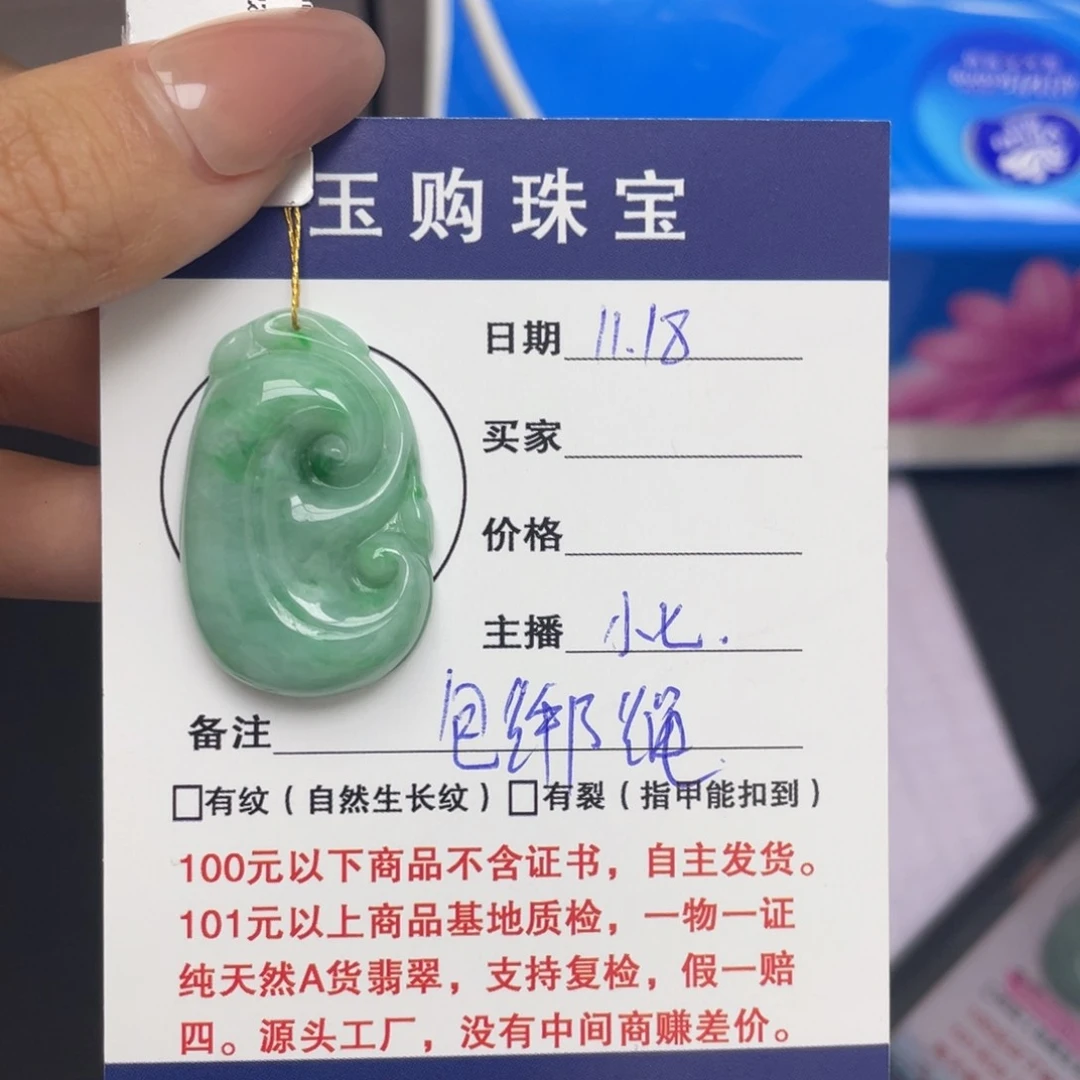 玉购珠宝
日期 11.18
买家
价格
主播 小七.
备注 包绑绳
□有纹（自然生长纹）□有裂（指甲能扣到）
100元以下商品不含证书，自主发货。
101元以上商品基地质检，一物一证
纯天然A货翡翠，支持复检，假一赔
四。源头工厂，没有中间商赚差价。